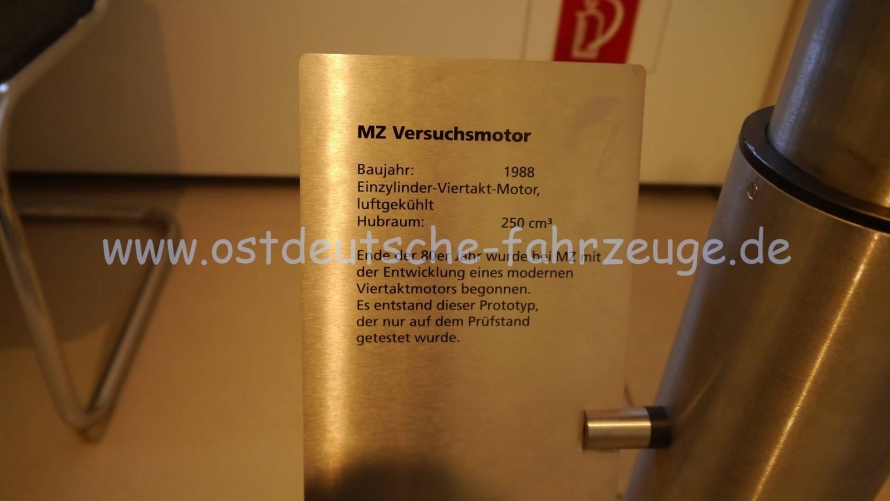 MZ Versuchsmotor
Baujahr: 1988
Einzylinder-Viertakt-Motor,
luftgekühlt
Hubraum: 250 cm³
www.ostdeutsche-fahrzeuge.de
Ende der 80er Jahr wurde bei MZ mit
der Entwicklung eines modernen
Viertaktmotors begonnen.
Es entstand dieser Prototyp,
der nur auf dem Prüfstand
getestet wurde.